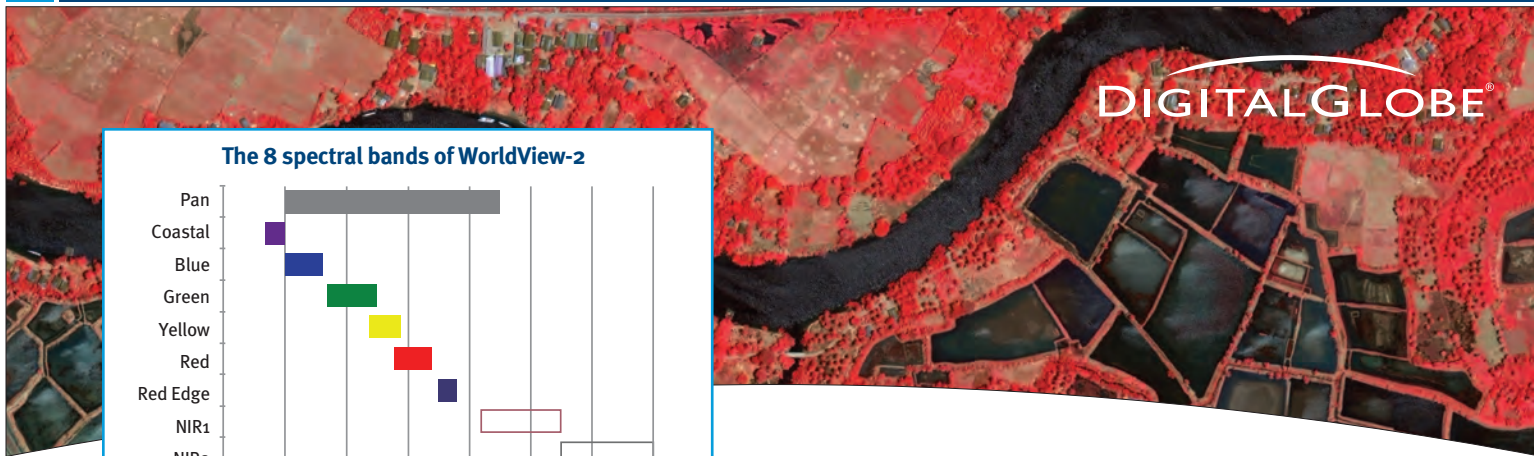 DIGITALGLOBE®
The 8 spectral bands of WorldView-2
Pan
Coastal
Blue
Green
Yellow
Red
Red Edge
NIR1